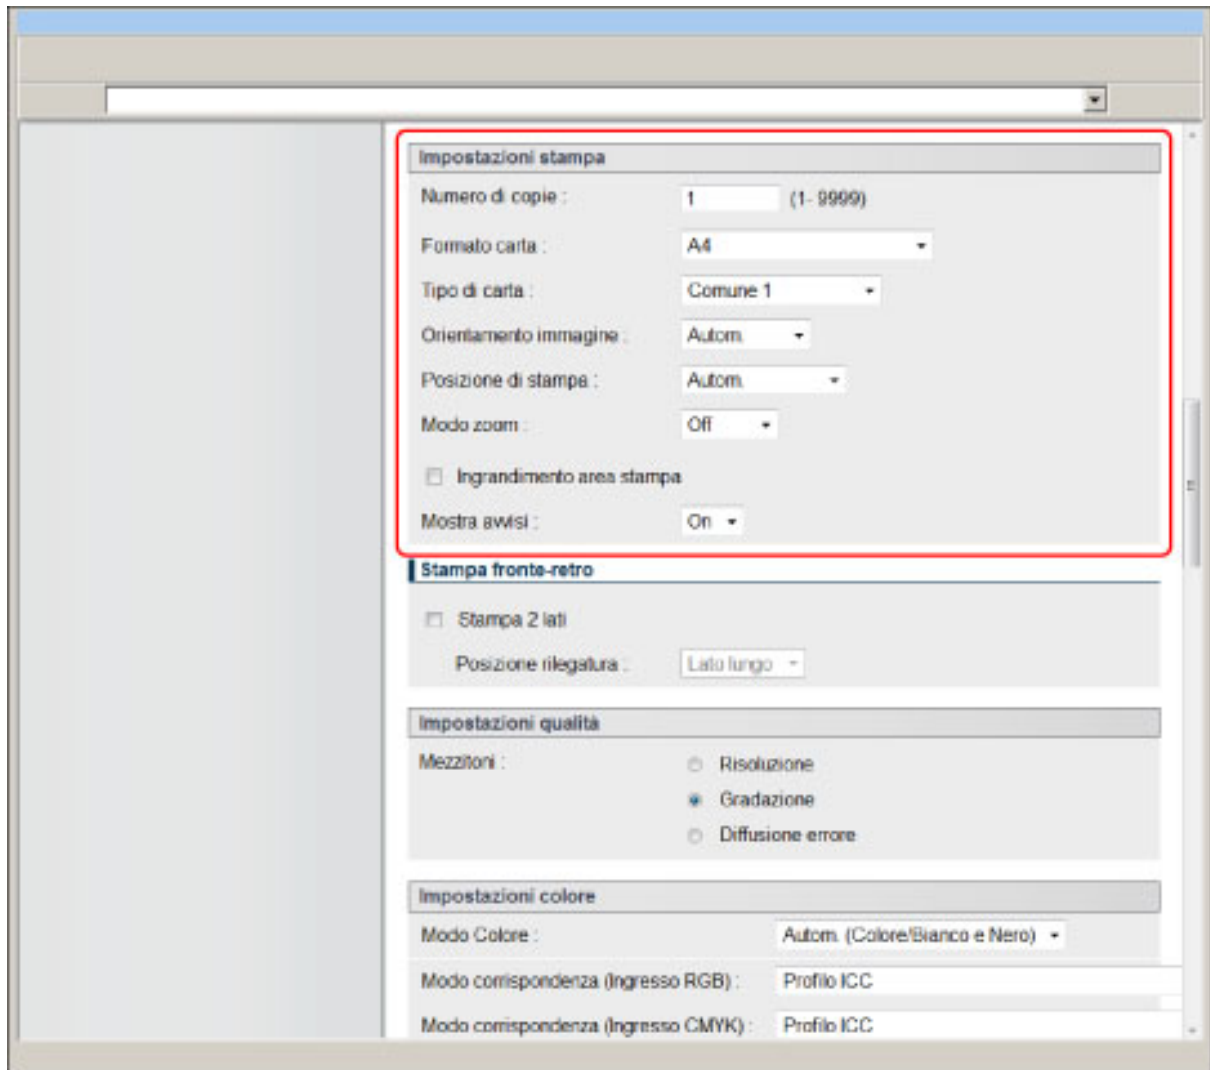 Impostazioni stampa
Numero di copie : 1 (1- 9999)
Formato carta : A4
Tipo di carta : Comune 1
Orientamento immagine : Autom.
Posizione di stampa : Autom.
Modo zoom : Off
Ingrandimento area stampa
Mostra avvisi : On
Stampa fronte-retro
Stampa 2 lati
Posizione rilegatura : Lato lungo
Impostazioni qualità
Mezzitoni : Risoluzione
Gradazione
Diffusione errore
Impostazioni colore
Modo Colore : Autom. (Colore/Bianco e Nero)
Modo corrispondenza (Ingresso RGB) : Profilo ICC
Modo corrispondenza (Ingresso CMYK) : Profilo ICC